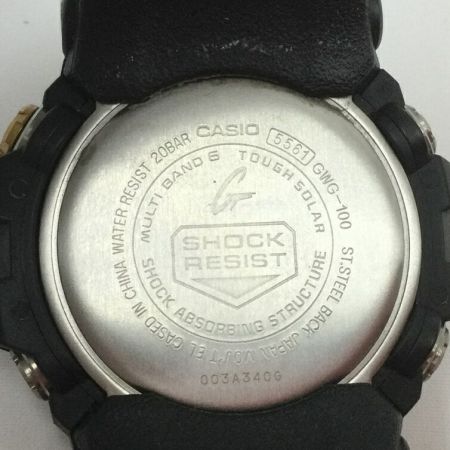 CASIO 5561 GWG-100 ST.STEEL BACK JAPAN MOV'T EL CASED IN CHINA WATER RESIST 20BAR
MULTI BAND 6 TOUGH SOLAR
G
SHOCK
RESIST
SHOCK ABSORBING STRUCTURE
003A340G